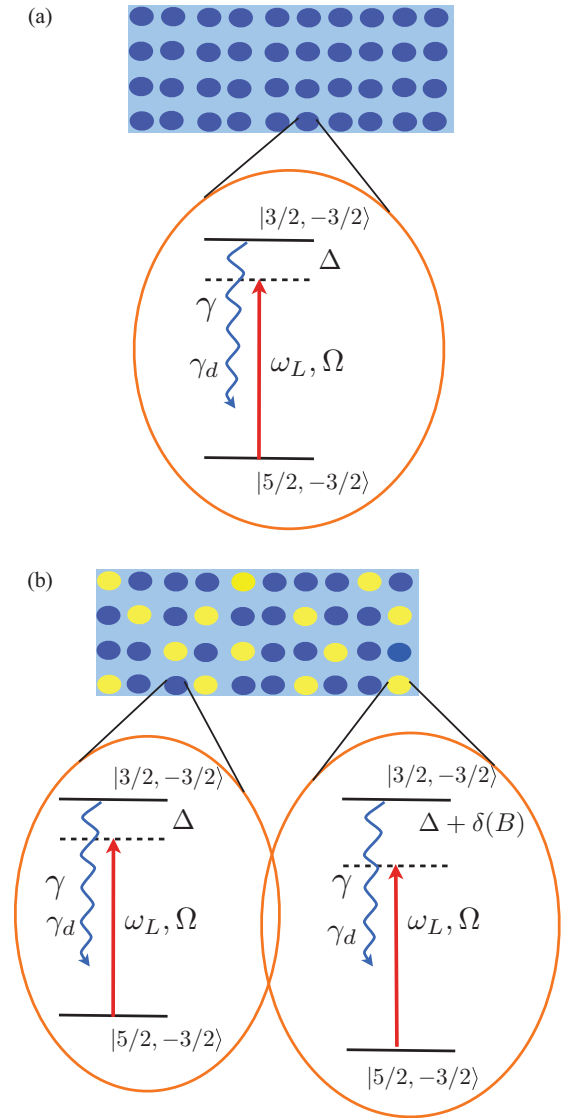 (a)
|3/2, −3/2⟩
Δ
γ
γ_d
ω_L, Ω
|5/2, −3/2⟩
(b)
|3/2, −3/2⟩
Δ
γ
γ_d
ω_L, Ω
|5/2, −3/2⟩
|3/2, −3/2⟩
Δ + δ(B)
γ
γ_d
ω_L, Ω
|5/2, −3/2⟩